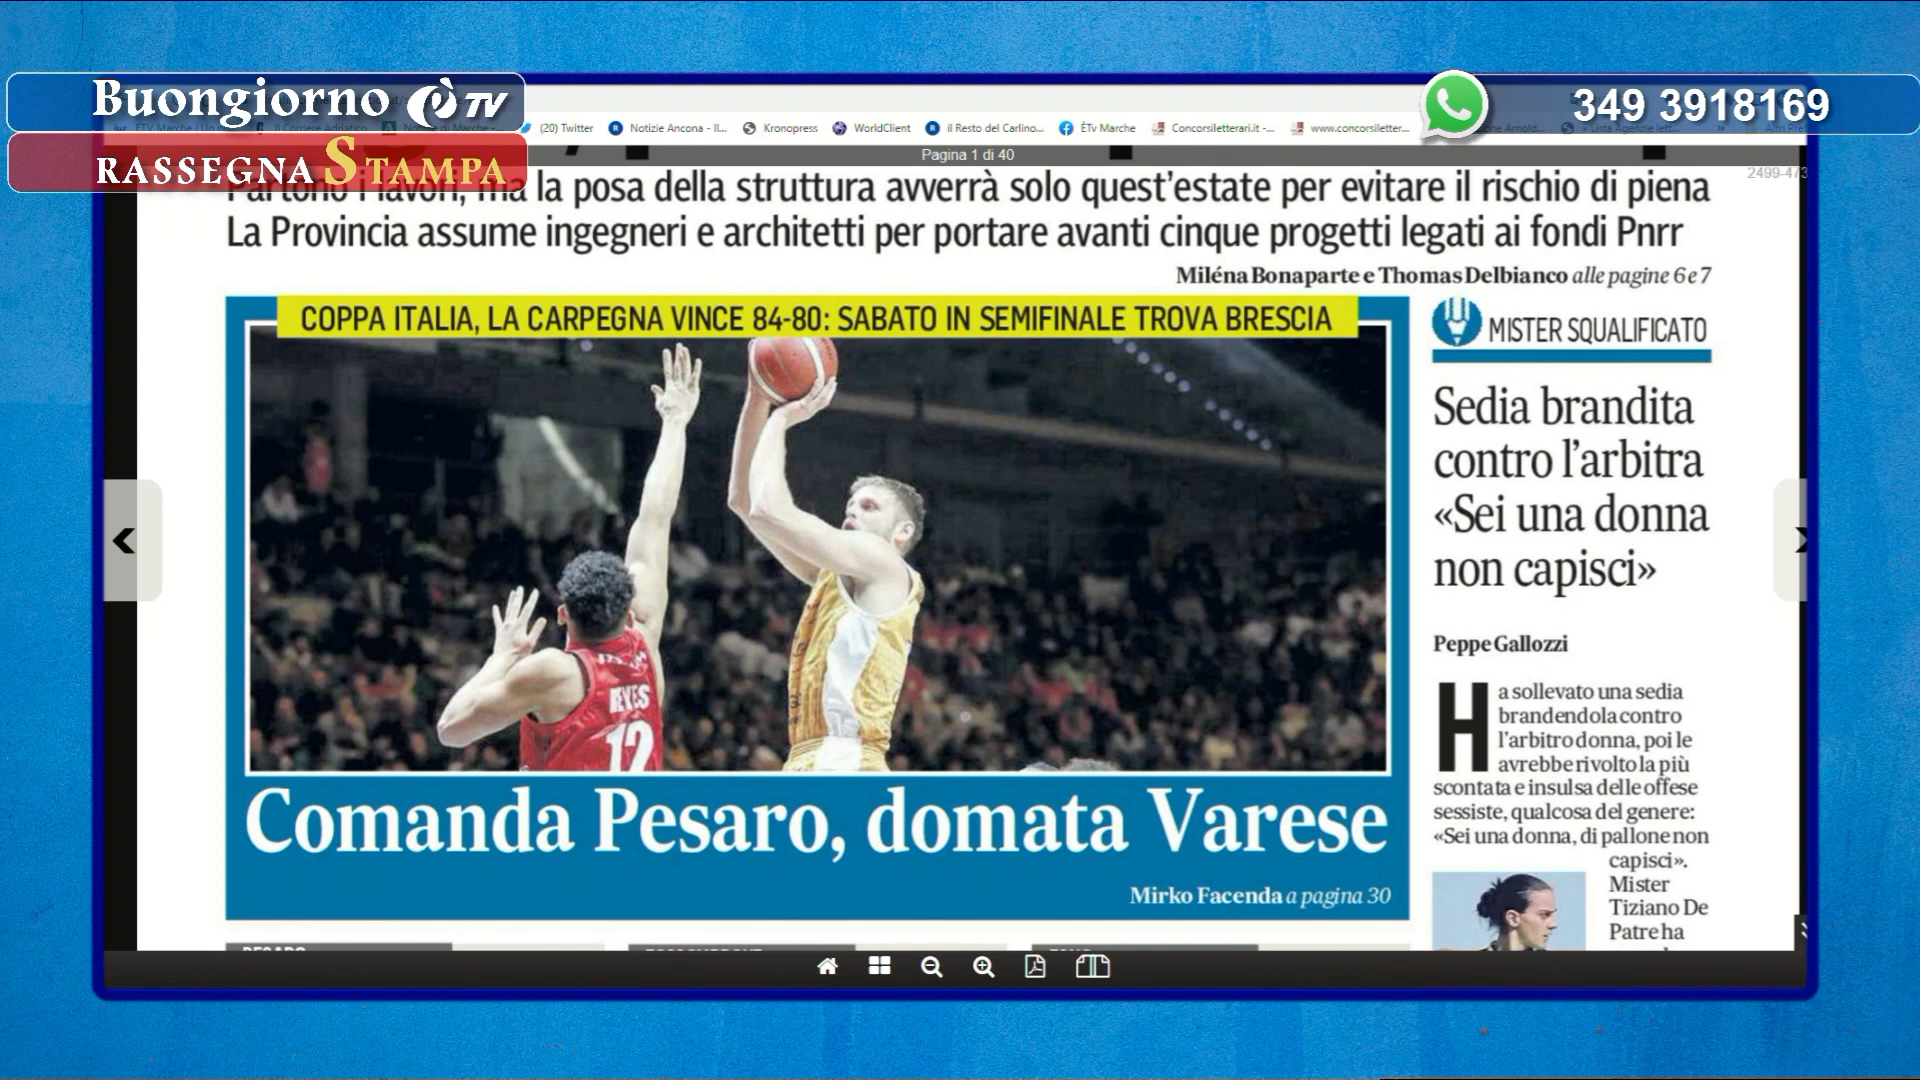 Buongiorno èTV
RASSEGNA STAMPA
349 3918169
(20) Twitter
Notizie Ancona - Il...
Kronopress
WorldClient
il Resto del Carlino...
ÈTv Marche
Concorsiletterari.it -...
www.concorsiletter...
Pagina 1 di 40
la posa della struttura avverrà solo quest'estate per evitare il rischio di piena
La Provincia assume ingegneri e architetti per portare avanti cinque progetti legati ai fondi Pnrr
Miléna Bonaparte e Thomas Delbianco alle pagine 6 e 7
COPPA ITALIA, LA CARPEGNA VINCE 84-80: SABATO IN SEMIFINALE TROVA BRESCIA
REYES
12
Comanda Pesaro, domata Varese
Mirko Facenda a pagina 30
MISTER SQUALIFICATO
Sedia brandita
contro l'arbitra
«Sei una donna
non capisci»
Peppe Gallozzi
Ha sollevato una sedia
brandendola contro
l'arbitro donna, poi le
avrebbe rivolto la più
scontata e insulsa delle offese
sessiste, qualcosa del genere:
«Sei una donna, di pallone non
capisci».
Mister
Tiziano De
Patre ha